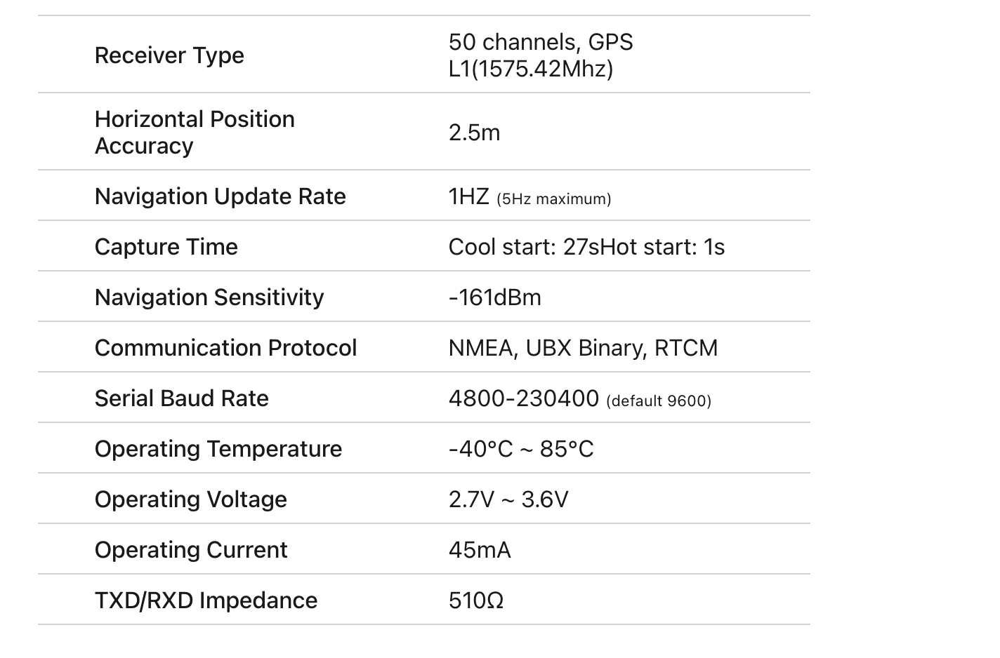 Receiver Type
50 channels, GPS
L1(1575.42Mhz)
Horizontal Position
Accuracy
2.5m
Navigation Update Rate
1HZ (5Hz maximum)
Capture Time
Cool start: 27sHot start: 1s
Navigation Sensitivity
-161dBm
Communication Protocol
NMEA, UBX Binary, RTCM
Serial Baud Rate
4800-230400 (default 9600)
Operating Temperature
-40°C ~ 85°C
Operating Voltage
2.7V ~ 3.6V
Operating Current
45mA
TXD/RXD Impedance
510Ω